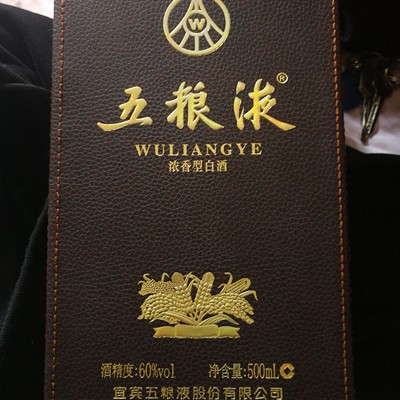 W
五粮液®
WULIANGYE
浓香型白酒
酒精度:60%vol 净含量:500mL
宜宾五粮液股份有限公司